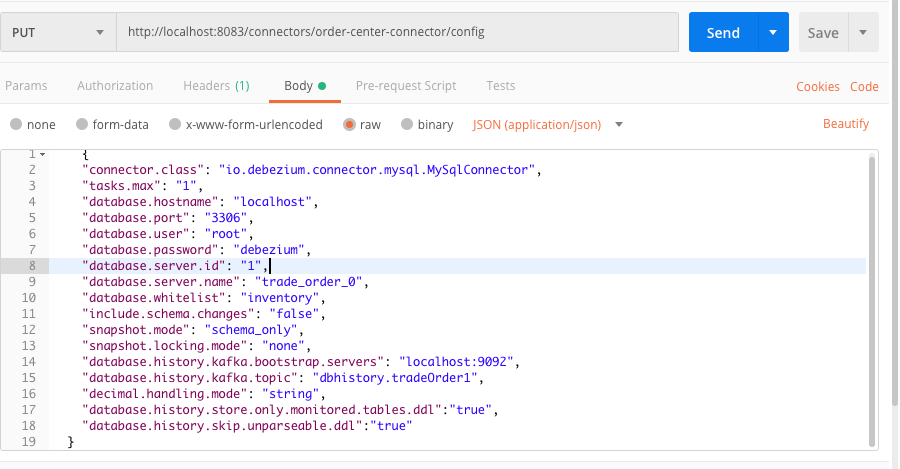 PUT http://localhost:8083/connectors/order-center-connector/config Send Save
Params Authorization Headers (1) Body Pre-request Script Tests Cookies Code
none form-data x-www-form-urlencoded raw binary JSON (application/json) Beautify
1 {
2 "connector.class": "io.debezium.connector.mysql.MySqlConnector",
3 "tasks.max": "1",
4 "database.hostname": "localhost",
5 "database.port": "3306",
6 "database.user": "root",
7 "database.password": "debezium",
8 "database.server.id": "1",
9 "database.server.name": "trade_order_0",
10 "database.whitelist": "inventory",
11 "include.schema.changes": "false",
12 "snapshot.mode": "schema_only",
13 "snapshot.locking.mode": "none",
14 "database.history.kafka.bootstrap.servers": "localhost:9092",
15 "database.history.kafka.topic": "dbhistory.tradeOrder1",
16 "decimal.handling.mode": "string",
17 "database.history.store.only.monitored.tables.ddl":"true",
18 "database.history.skip.unparseable.ddl":"true"
19 }